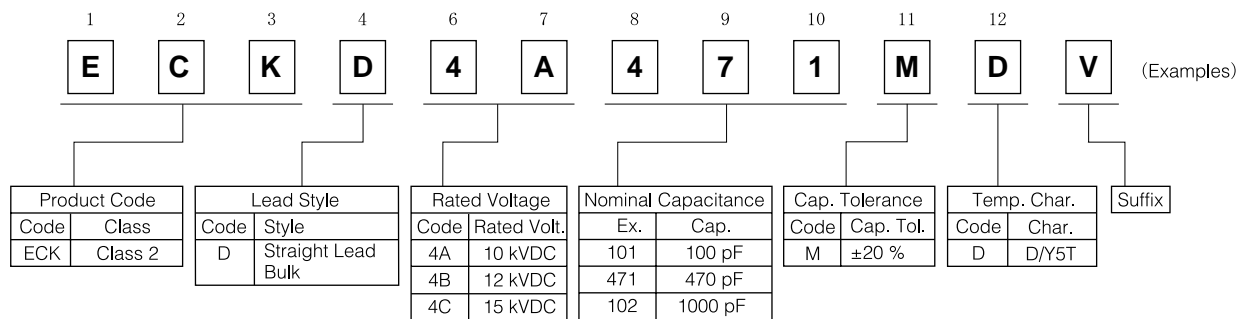 1 2 3 4 6 7 8 9 10 11 12
E C K D 4 A 4 7 1 M D V (Examples)
Product Code
Code Class
ECK Class 2
Lead Style
Code Style
D Straight Lead
Bulk
Rated Voltage
Code Rated Volt.
4A 10 kVDC
4B 12 kVDC
4C 15 kVDC
Nominal Capacitance
Ex. Cap.
101 100 pF
471 470 pF
102 1000 pF
Cap. Tolerance
Code Cap. Tol.
M ±20 %
Temp. Char.
Code Char.
D D/Y5T
Suffix